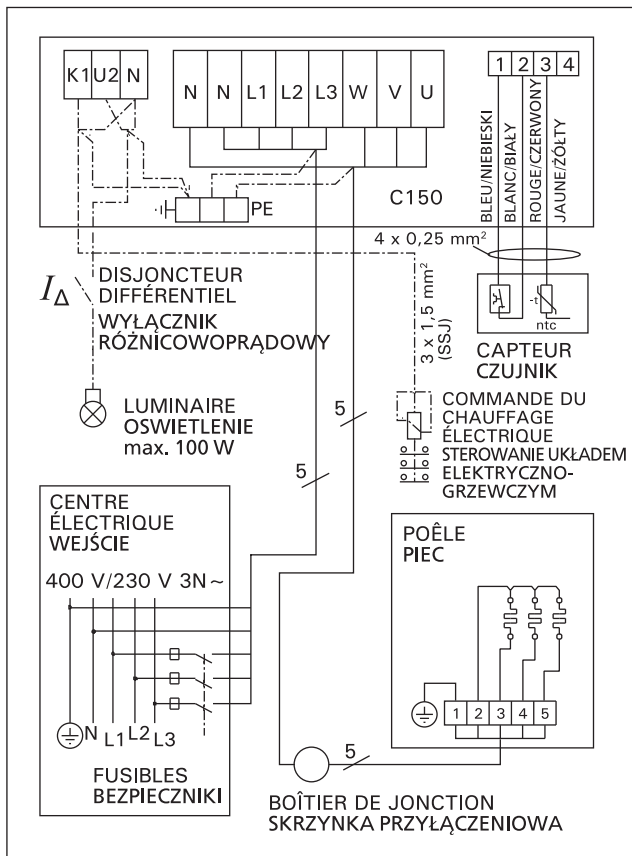 K1 U2 N
N N L1 L2 L3 W V U
1 2 3 4
BLEU/NIEBIESKI
BLANC/BIAŁY
ROUGE/CZERWONY
JAUNE/ŻÓŁTY
PE
C150
4 x 0,25 mm²
I∆
DISJONCTEUR
DIFFÉRENTIEL
WYŁĄCZNIK
RÓŻNICOWOPRĄDOWY
3 x 1,5 mm²
(SSJ)
-t
ntc
CAPTEUR
CZUJNIK
LUMINAIRE
OSWIETLENIE
max. 100 W
5
5
COMMANDE DU
CHAUFFAGE
ÉLECTRIQUE
STEROWANIE UKŁADEM
ELEKTRYCZNO-
GRZEWCZYM
CENTRE
ÉLECTRIQUE
WEJŚCIE
400 V/230 V 3N~
N L1 L2 L3
FUSIBLES
BEZPIECZNIKI
POÊLE
PIEC
1 2 3 4 5
5
BOÎTIER DE JONCTION
SKRZYNKA PRZYŁĄCZENIOWA